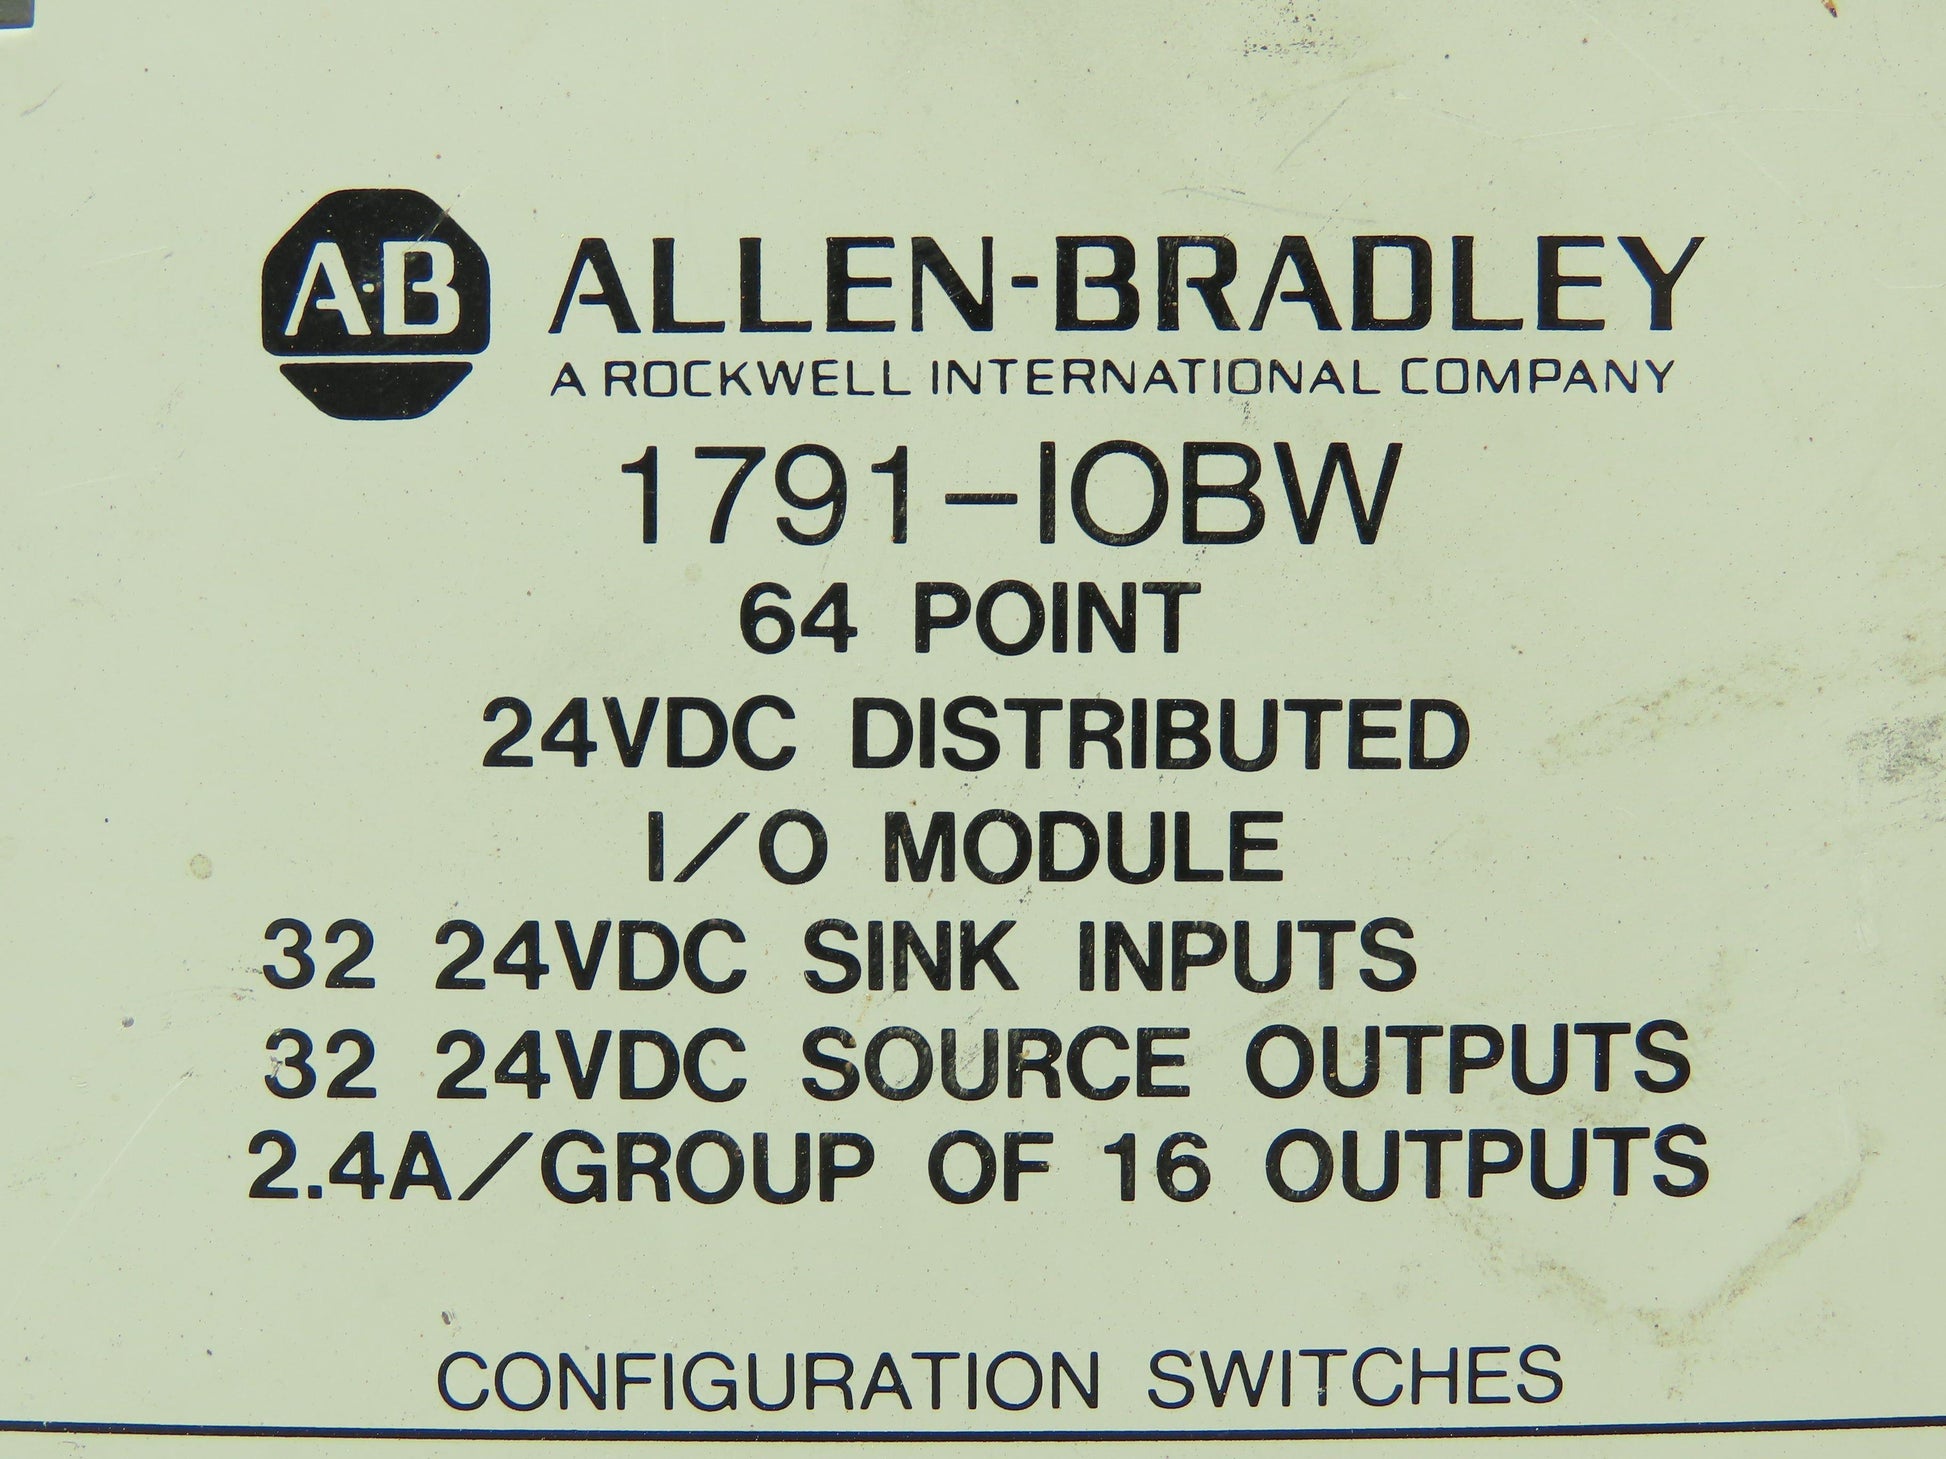 AB ALLEN-BRADLEY
A ROCKWELL INTERNATIONAL COMPANY
1791-IOBW
64 POINT
24VDC DISTRIBUTED
I/O MODULE
32 24VDC SINK INPUTS
32 24VDC SOURCE OUTPUTS
2.4A/GROUP OF 16 OUTPUTS
CONFIGURATION SWITCHES